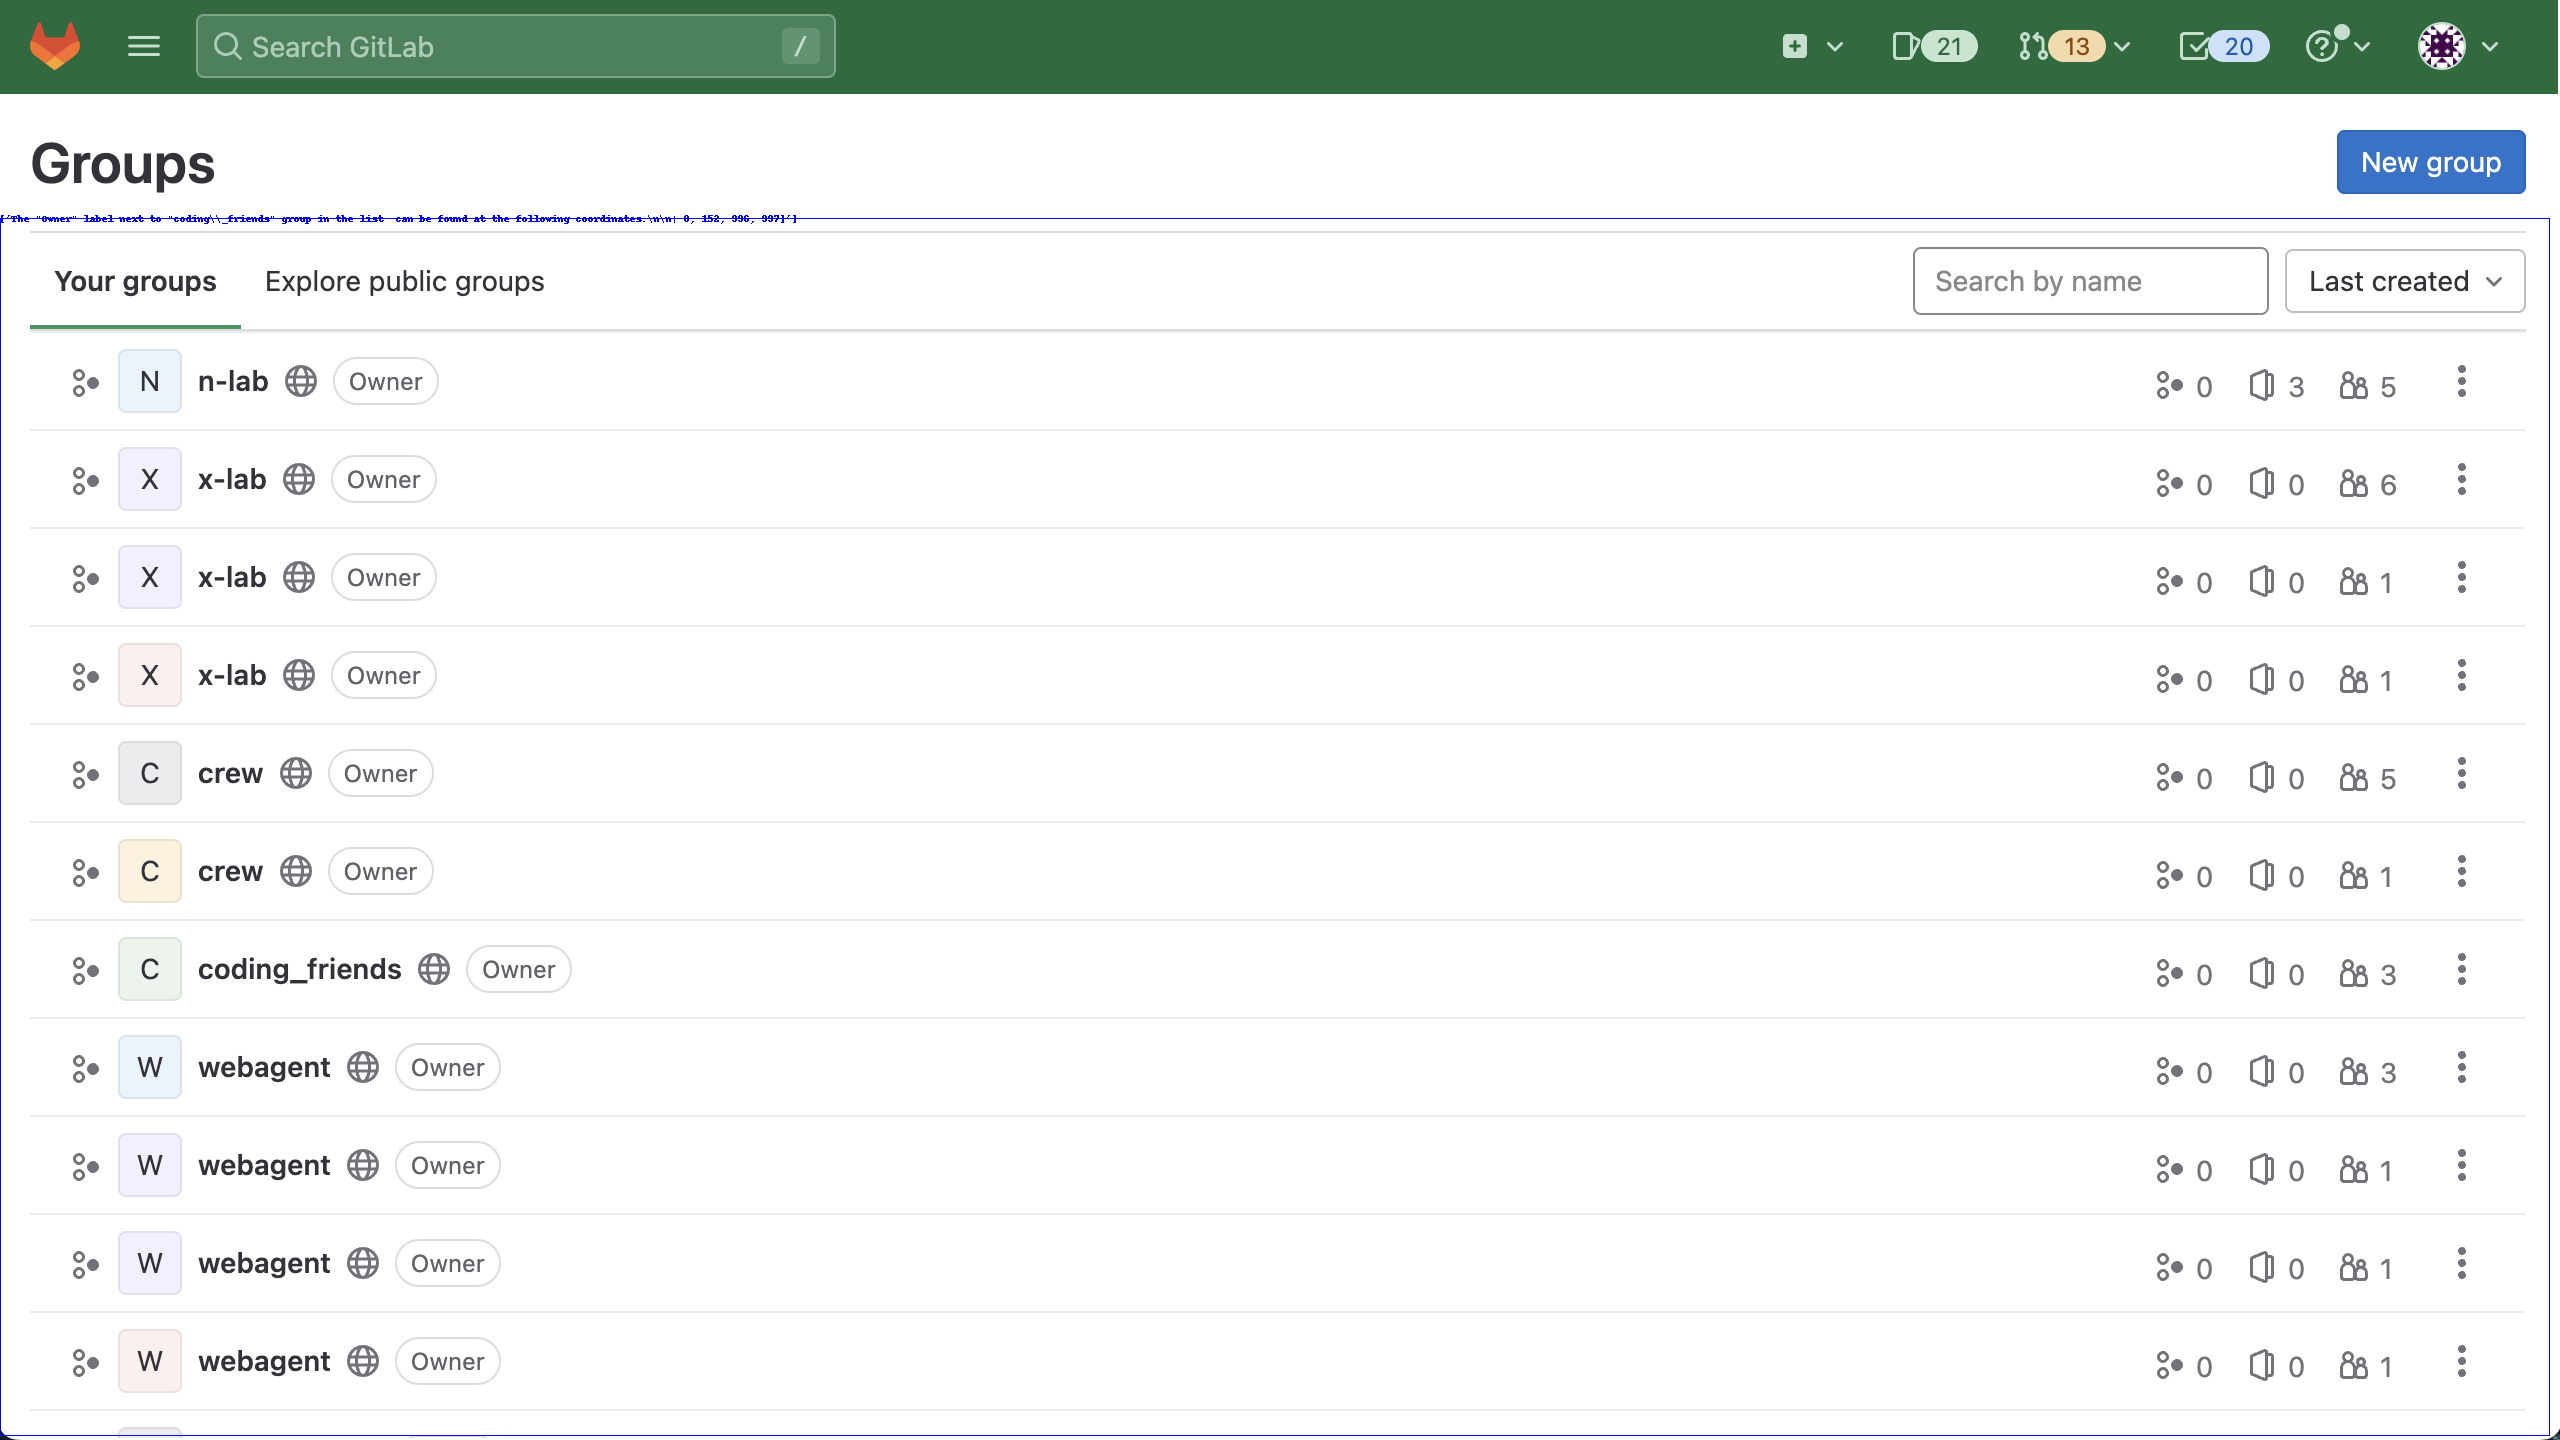 Search GitLab /
21 13 20
Groups
New group
['The "Owner" label next to "coding\\_friends" group in the list can be found at the following coordinates.\n\n| 0, 152, 996, 997]']
Your groups Explore public groups
Search by name Last created
N n-lab Owner 0 3 5
X x-lab Owner 0 0 6
X x-lab Owner 0 0 1
X x-lab Owner 0 0 1
C crew Owner 0 0 5
C crew Owner 0 0 1
C coding_friends Owner 0 0 3
W webagent Owner 0 0 3
W webagent Owner 0 0 1
W webagent Owner 0 0 1
W webagent Owner 0 0 1